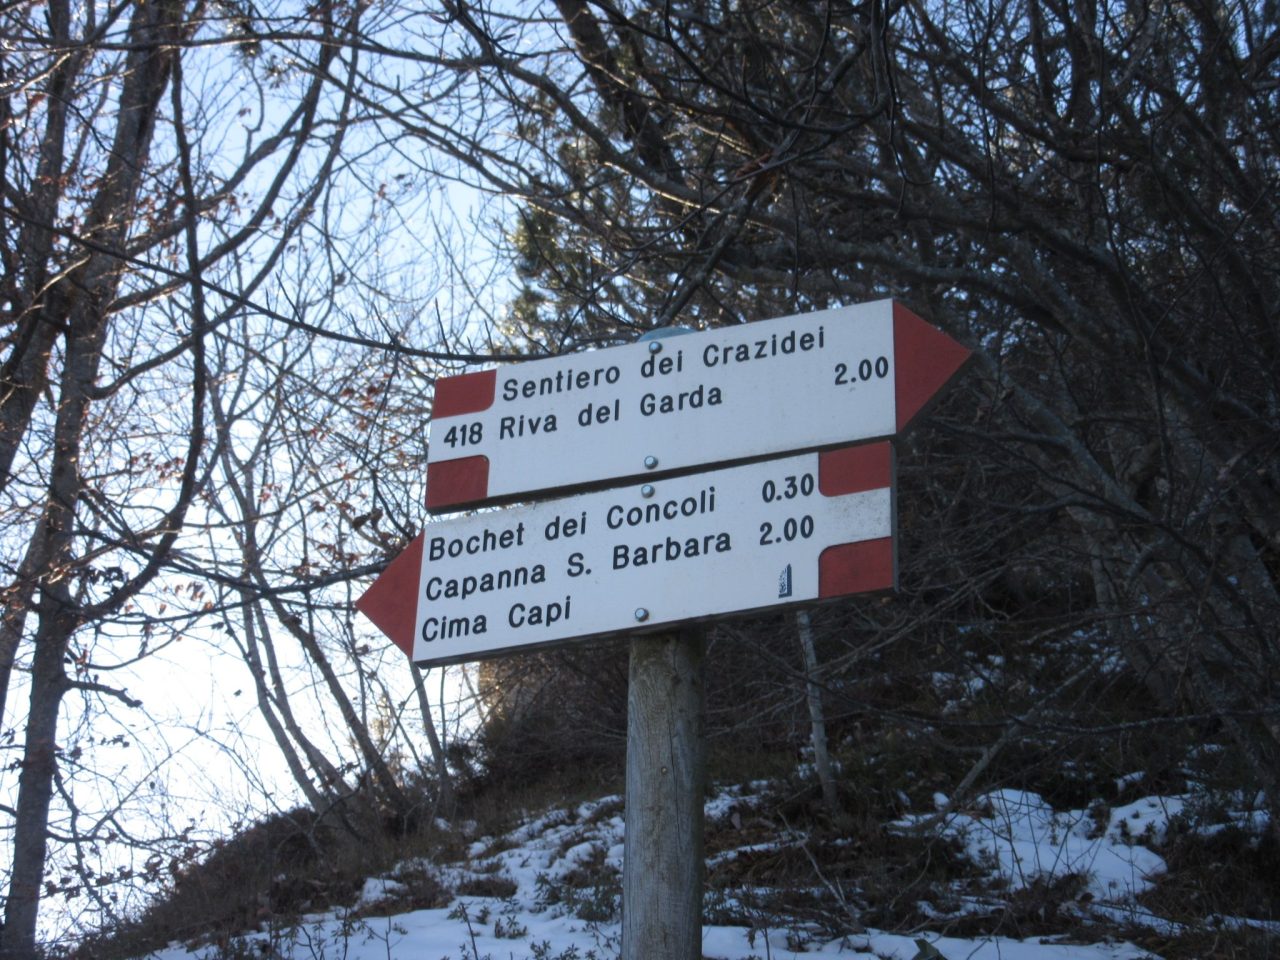 Sentiero dei Crazidei
418 Riva del Garda 2.00
Bochet dei Concoli 0.30
Capanna S. Barbara 2.00
Cima Capi